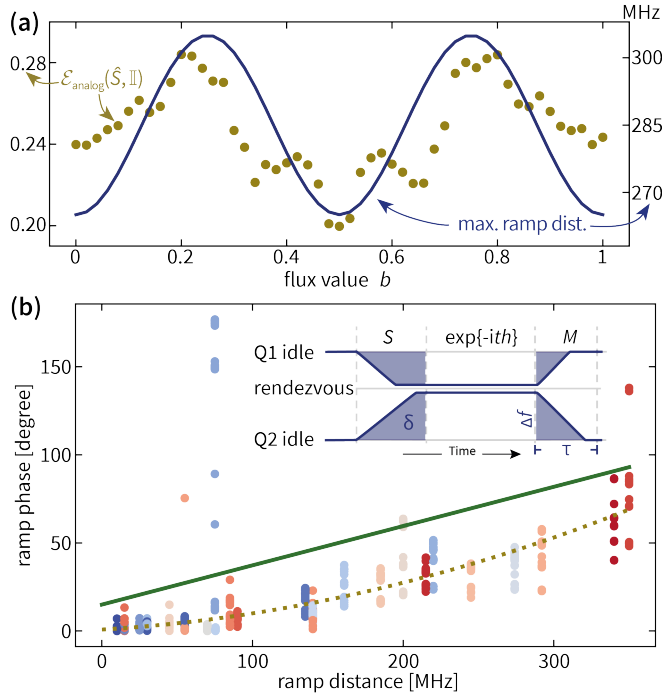 (a)
MHz
0.28
0.24
0.20
300
285
270
ℰanalog(Ŝ, 𝕀)
max. ramp dist.
0 0.2 0.4 0.6 0.8 1
flux value b
(b)
150
100
50
0
ramp phase [degree]
S exp{-ith} M
Q1 idle
rendezvous
Q2 idle
δ
Δf
Time
τ
0 100 200 300
ramp distance [MHz]